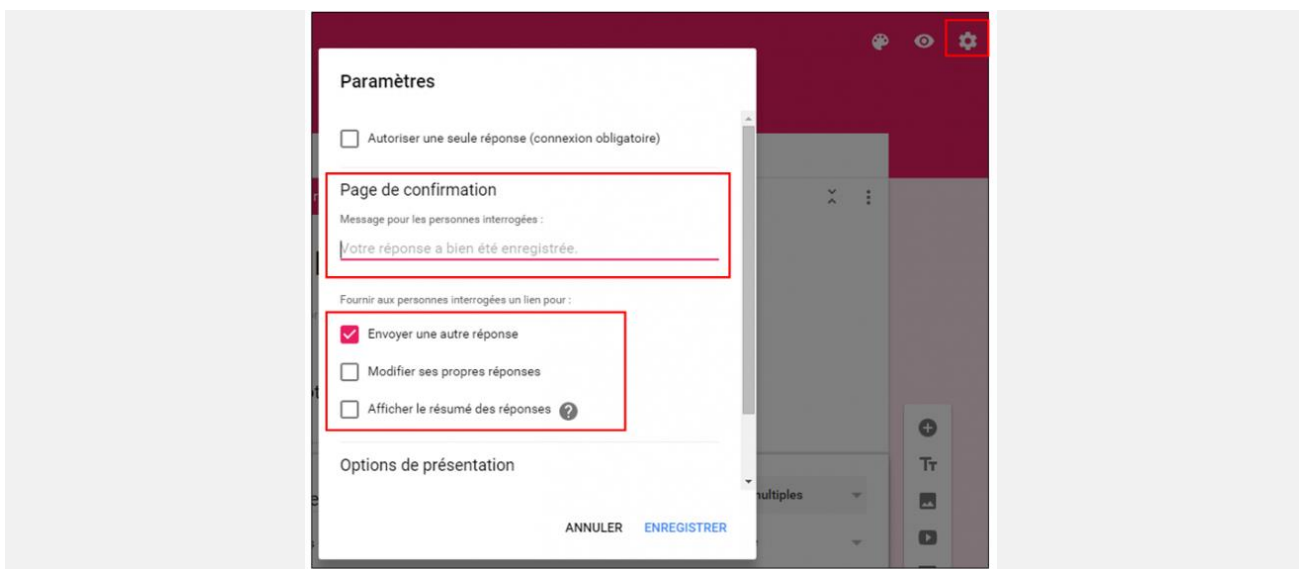 Paramètres
Autoriser une seule réponse (connexion obligatoire)
Page de confirmation
Message pour les personnes interrogées :
Votre réponse a bien été enregistrée.
Fournir aux personnes interrogées un lien pour :
Envoyer une autre réponse
Modifier ses propres réponses
Afficher le résumé des réponses ?
Options de présentation
ANNULER ENREGISTRER
Tт